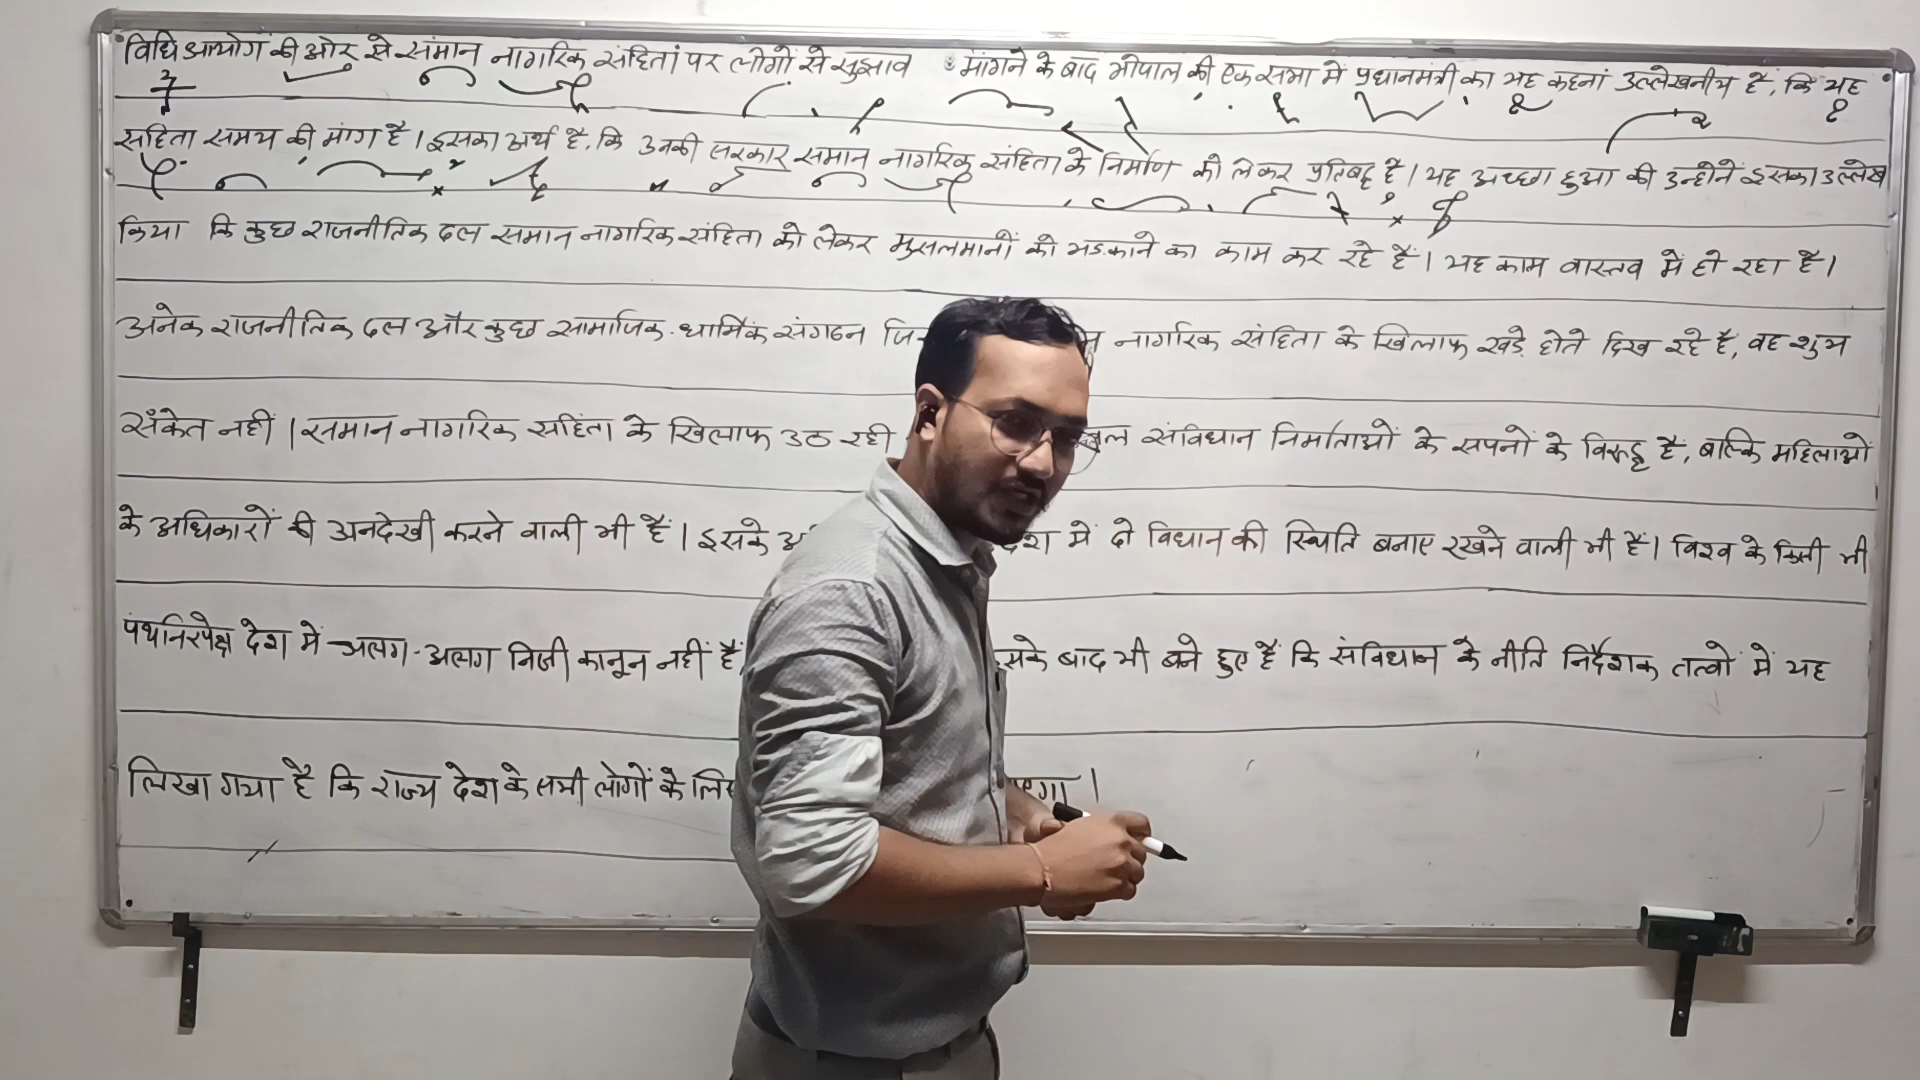 विधि आयोग की ओर से समान नागरिक संहिता पर लोगों से सुझाव मांगने के बाद भोपाल की एक सभा में प्रधानमंत्री का यह कहना उल्लेखनीय है, कि यह
संहिता समय की मांग है। इसका अर्थ है, कि उनकी सरकार समान नागरिक संहिता के निर्माण को लेकर प्रतिबद्द है। यह अच्छा हुआ की उन्होनें इसका उल्लेख
किया कि कुछ राजनीतिक दल समान नागरिक संहिता को लेकर मुसलमानों को भड़काने का काम कर रहे हैं। यह काम वास्तव में हो रहा है।
अनेक राजनीतिक दल और कुछ सामाजिक-धार्मिक संगठन नागरिक संहिता के खिलाफ खड़े होते दिख रहे है, वह शुभ
संकेत नहीं। समान नागरिक संहिता के खिलाफ उठ रही संविधान निर्माताओं के सपनों के विरूद्द है, बल्कि महिलाओं
के अधिकारों की अनदेखी करने वाली भी है। इसके देश में दो विधान की स्थिति बनाए रखने वाली भी है। विश्व के किसी भी
पंथनिरपेक्ष देश में अलग-अलग निजी कानून नहीं है के बाद भी बने हुए हैं कि संविधान के नीति निर्देशक तत्वों में यह
लिखा गया है कि राज्य देश के सभी लोगों के